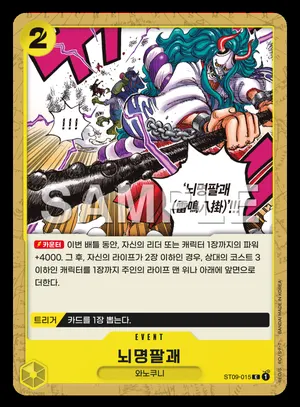 2
!!!
'뇌명팔괘
(雷鳴八掛)'!!
SAMPLE
카운터 이번 배틀 동안, 자신의 리더 또는 캐릭터 1장까지의 파워
+4000. 그 후, 자신의 라이프가 2장 이하인 경우, 상대의 코스트 3
이하인 캐릭터를 1장까지 주인의 라이프 맨 위나 아래에 앞면으로
더한다.
트리거 카드를 1장 뽑는다.
EVENT
뇌명팔괘
와노쿠니
ST09-015 C 1